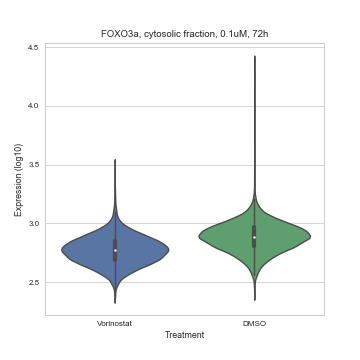 FOXO3a, cytosolic fraction, 0.1uM, 72h
4.5
4.0
3.5
3.0
2.5
Expression (log10)
Vorinostat
DMSO
Treatment